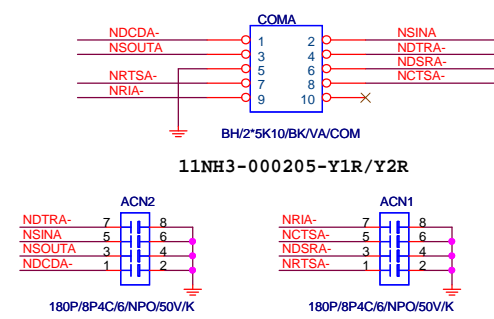 COMA
NDCDA- 1 2 NSINA
NSOUTA 3 4 NDTRA-
5 6 NDSRA-
NRTSA- 7 8 NCTSA-
NRIA- 9 10
BH/2*5K10/BK/VA/COM
11NH3-000205-Y1R/Y2R
ACN2
NDTRA- 7 8
NSINA 5 6
NSOUTA 3 4
NDCDA- 1 2
180P/8P4C/6/NPO/50V/K
ACN1
NRIA- 7 8
NCTSA- 5 6
NDSRA- 3 4
NRTSA- 1 2
180P/8P4C/6/NPO/50V/K